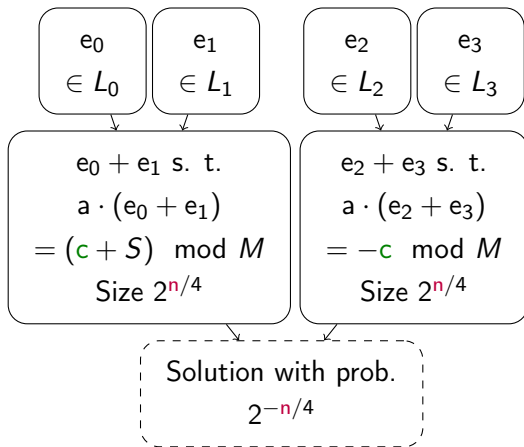 e₀
∈ L₀
e₁
∈ L₁
e₂
∈ L₂
e₃
∈ L₃
e₀ + e₁ s. t.
a · (e₀ + e₁)
= (c + S) mod M
Size 2^{n/4}
e₂ + e₃ s. t.
a · (e₂ + e₃)
= −c mod M
Size 2^{n/4}
Solution with prob.
2^{−n/4}